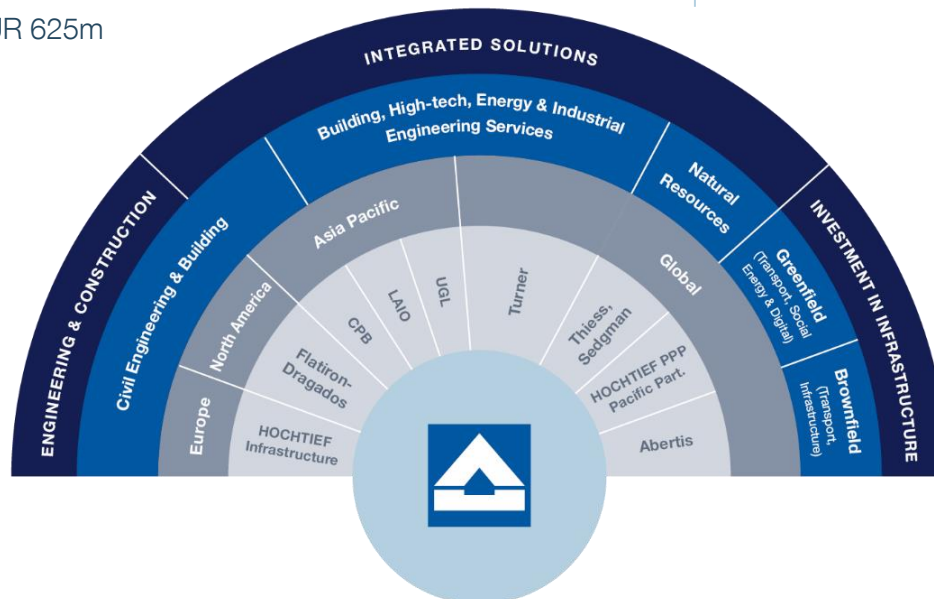 UR 625m
INTEGRATED SOLUTIONS
ENGINEERING & CONSTRUCTION
INVESTMENT IN INFRASTRUCTURE
Civil Engineering & Building
Building, High-tech, Energy & Industrial
Engineering Services
Natural
Resources
Greenfield
(Transport, Social
Energy & Digital)
Brownfield
(Transport,
Infrastructure)
Europe
North America
Asia Pacific
Global
HOCHTIEF
Infrastructure
Flatiron-
Dragados
CPB
LAIO
UGL
Turner
Thiess,
Sedgman
HOCHTIEF PPP
Pacific Part.
Abertis